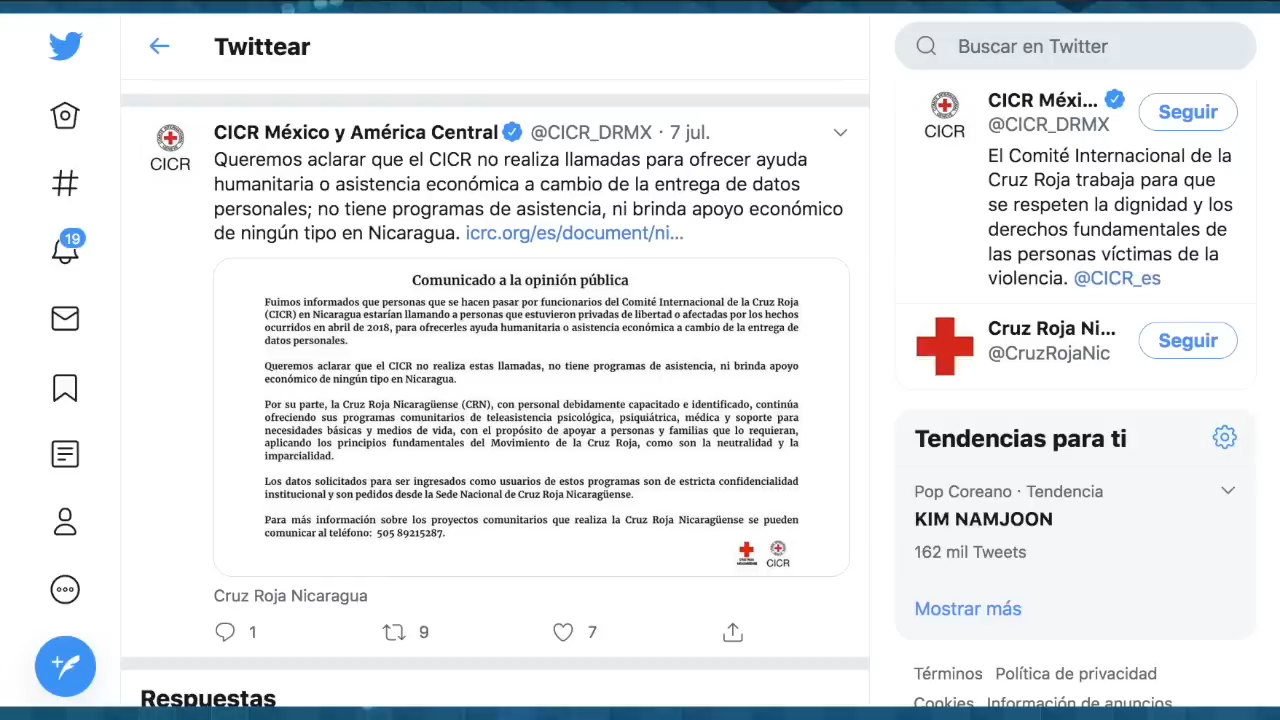 Twittear
CICR México y América Central @CICR_DRMX · 7 jul.
CICR
Queremos aclarar que el CICR no realiza llamadas para ofrecer ayuda
humanitaria o asistencia económica a cambio de la entrega de datos
personales; no tiene programas de asistencia, ni brinda apoyo económico
de ningún tipo en Nicaragua. icrc.org/es/document/ni...
Comunicado a la opinión pública
Fuimos informados que personas que se hacen pasar por funcionarios del Comité Internacional de la Cruz Roja
(CICR) en Nicaragua estarían llamando a personas que estuvieron privadas de libertad o afectadas por los hechos
ocurridos en abril de 2018, para ofrecerles ayuda humanitaria o asistencia económica a cambio de la entrega de
datos personales.
Queremos aclarar que el CICR no realiza estas llamadas, no tiene programas de asistencia, ni brinda apoyo
económico de ningún tipo en Nicaragua.
Por su parte, la Cruz Roja Nicaragüense (CRN), con personal debidamente capacitado e identificado, continúa
ofreciendo sus programas comunitarios de teleasistencia psicológica, psiquiátrica, médica y soporte para
necesidades básicas y medios de vida, con el propósito de apoyar a personas y familias que lo requieran,
aplicando los principios fundamentales del Movimiento de la Cruz Roja, como son la neutralidad y la
imparcialidad.
Los datos solicitados para ser ingresados como usuarios de estos programas son de estricta confidencialidad
institucional y son pedidos desde la Sede Nacional de Cruz Roja Nicaragüense.
Para más información sobre los proyectos comunitarios que realiza la Cruz Roja Nicaragüense se pueden
comunicar al teléfono: 505 89215287.
CICR
Cruz Roja Nicaragua
1 9 7
Respuestas
19
Buscar en Twitter
CICR Méxi...
@CICR_DRMX
Seguir
CICR
El Comité Internacional de la
Cruz Roja trabaja para que
se respeten la dignidad y los
derechos fundamentales de
las personas víctimas de la
violencia. @CICR_es
Cruz Roja Ni...
@CruzRojaNic
Seguir
Tendencias para ti
Pop Coreano · Tendencia
KIM NAMJOON
162 mil Tweets
Mostrar más
Términos Política de privacidad
Cookies Información de anuncios